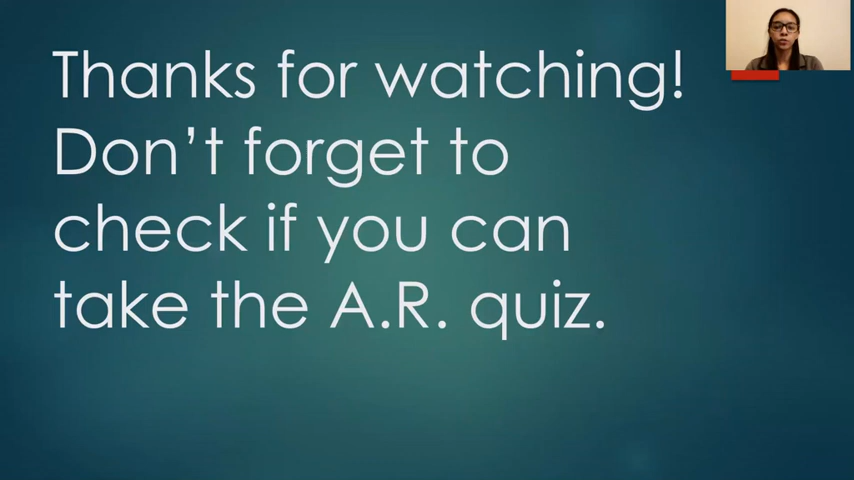 Thanks for watching!
Don’t forget to
check if you can
take the A.R. quiz.